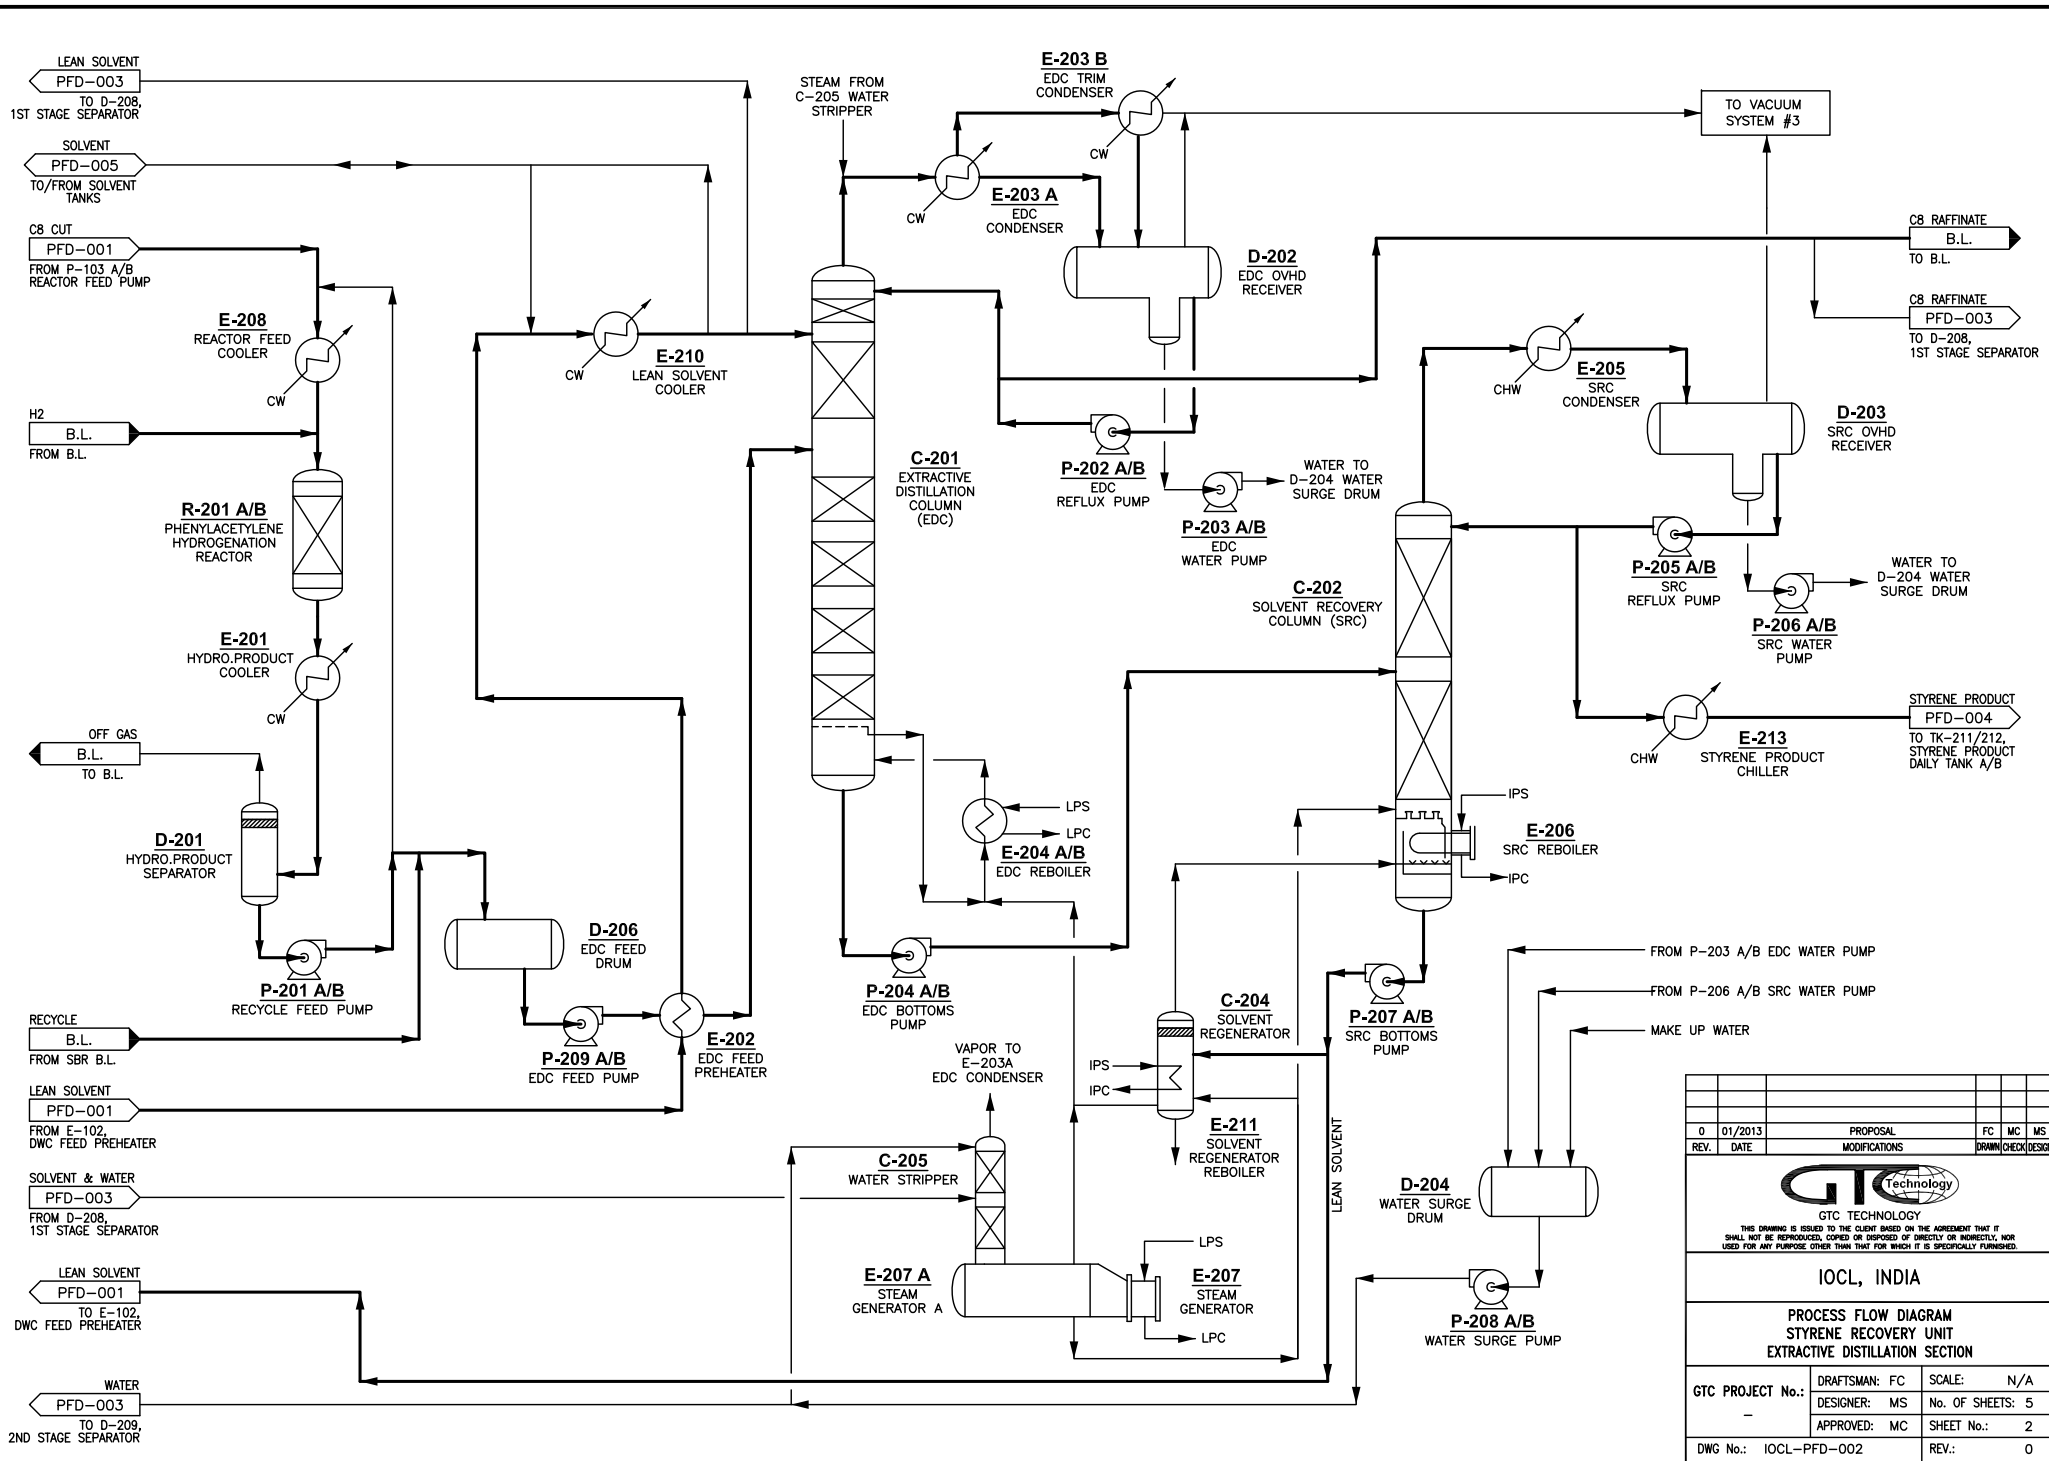 LEAN SOLVENT
PFD-003
TO D-208,
1ST STAGE SEPARATOR
SOLVENT
PFD-005
TO/FROM SOLVENT
TANKS
C8 CUT
PFD-001
FROM P-103 A/B
REACTOR FEED PUMP
E-208
REACTOR FEED
COOLER
CW
H2
B.L.
FROM B.L.
R-201 A/B
PHENYLACETYLENE
HYDROGENATION
REACTOR
E-201
HYDRO.PRODUCT
COOLER
CW
OFF GAS
B.L.
TO B.L.
D-201
HYDRO.PRODUCT
SEPARATOR
P-201 A/B
RECYCLE FEED PUMP
RECYCLE
B.L.
FROM SBR B.L.
LEAN SOLVENT
PFD-001
FROM E-102,
DWC FEED PREHEATER
SOLVENT & WATER
PFD-003
FROM D-208,
1ST STAGE SEPARATOR
LEAN SOLVENT
PFD-001
TO E-102,
DWC FEED PREHEATER
WATER
PFD-003
TO D-209,
2ND STAGE SEPARATOR
CW
E-210
LEAN SOLVENT
COOLER
D-206
EDC FEED
DRUM
P-209 A/B
EDC FEED PUMP
E-202
EDC FEED
PREHEATER
STEAM FROM
C-205 WATER
STRIPPER
CW
E-203 A
EDC
CONDENSER
E-203 B
EDC TRIM
CONDENSER
CW
D-202
EDC OVHD
RECEIVER
C-201
EXTRACTIVE
DISTILLATION
COLUMN
(EDC)
P-202 A/B
EDC
REFLUX PUMP
WATER TO
D-204 WATER
SURGE DRUM
P-203 A/B
EDC
WATER PUMP
LPS
LPC
E-204 A/B
EDC REBOILER
P-204 A/B
EDC BOTTOMS
PUMP
VAPOR TO
E-203A
EDC CONDENSER
C-205
WATER STRIPPER
E-207 A
STEAM
GENERATOR A
LPS
E-207
STEAM
GENERATOR
LPC
C-204
SOLVENT
REGENERATOR
IPS
IPC
E-211
SOLVENT
REGENERATOR
REBOILER
LEAN SOLVENT
TO VACUUM
SYSTEM #3
C8 RAFFINATE
B.L.
TO B.L.
C8 RAFFINATE
PFD-003
TO D-208,
1ST STAGE SEPARATOR
CHW
E-205
SRC
CONDENSER
D-203
SRC OVHD
RECEIVER
C-202
SOLVENT RECOVERY
COLUMN (SRC)
P-205 A/B
SRC
REFLUX PUMP
WATER TO
D-204 WATER
SURGE DRUM
P-206 A/B
SRC WATER
PUMP
STYRENE PRODUCT
PFD-004
TO TK-211/212,
STYRENE PRODUCT
DAILY TANK A/B
CHW
E-213
STYRENE PRODUCT
CHILLER
IPS
E-206
SRC REBOILER
IPC
P-207 A/B
SRC BOTTOMS
PUMP
FROM P-203 A/B EDC WATER PUMP
FROM P-206 A/B SRC WATER PUMP
MAKE UP WATER
D-204
WATER SURGE
DRUM
P-208 A/B
WATER SURGE PUMP
0 01/2013 PROPOSAL FC MC MS
REV. DATE MODIFICATIONS DRAWN CHECK DESIGN
GTC Technology
GTC TECHNOLOGY
THIS DRAWING IS ISSUED TO THE CLIENT BASED ON THE AGREEMENT THAT IT
SHALL NOT BE REPRODUCED, COPIED OR DISPOSED OF DIRECTLY OR INDIRECTLY, NOR
USED FOR ANY PURPOSE OTHER THAN THAT FOR WHICH IT IS SPECIFICALLY FURNISHED.
IOCL, INDIA
PROCESS FLOW DIAGRAM
STYRENE RECOVERY UNIT
EXTRACTIVE DISTILLATION SECTION
GTC PROJECT No.: -
DRAFTSMAN: FC SCALE: N/A
DESIGNER: MS No. OF SHEETS: 5
APPROVED: MC SHEET No.: 2
DWG No.: IOCL-PFD-002 REV.: 0